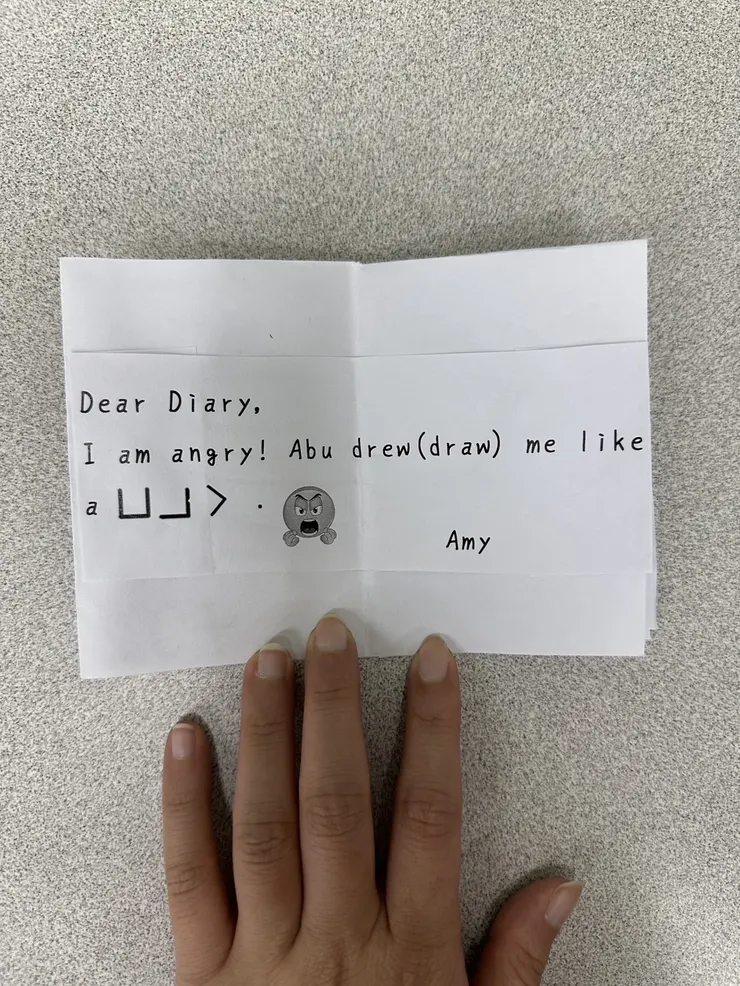 Dear Diary,
I am angry! Abu drew(draw) me like
a ⊔⅃> .
Amy